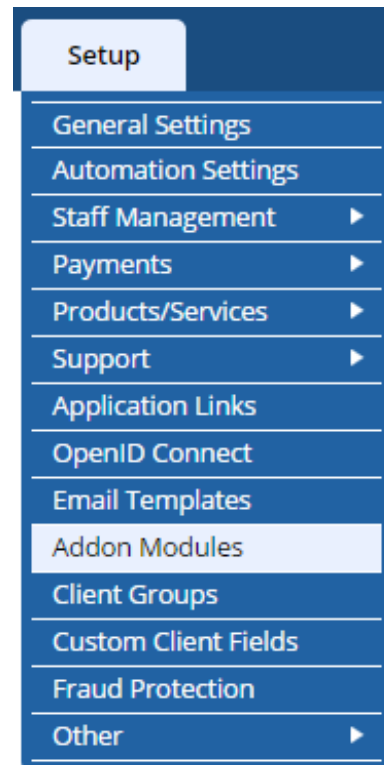 Setup
General Settings
Automation Settings
Staff Management
Payments
Products/Services
Support
Application Links
OpenID Connect
Email Templates
Addon Modules
Client Groups
Custom Client Fields
Fraud Protection
Other